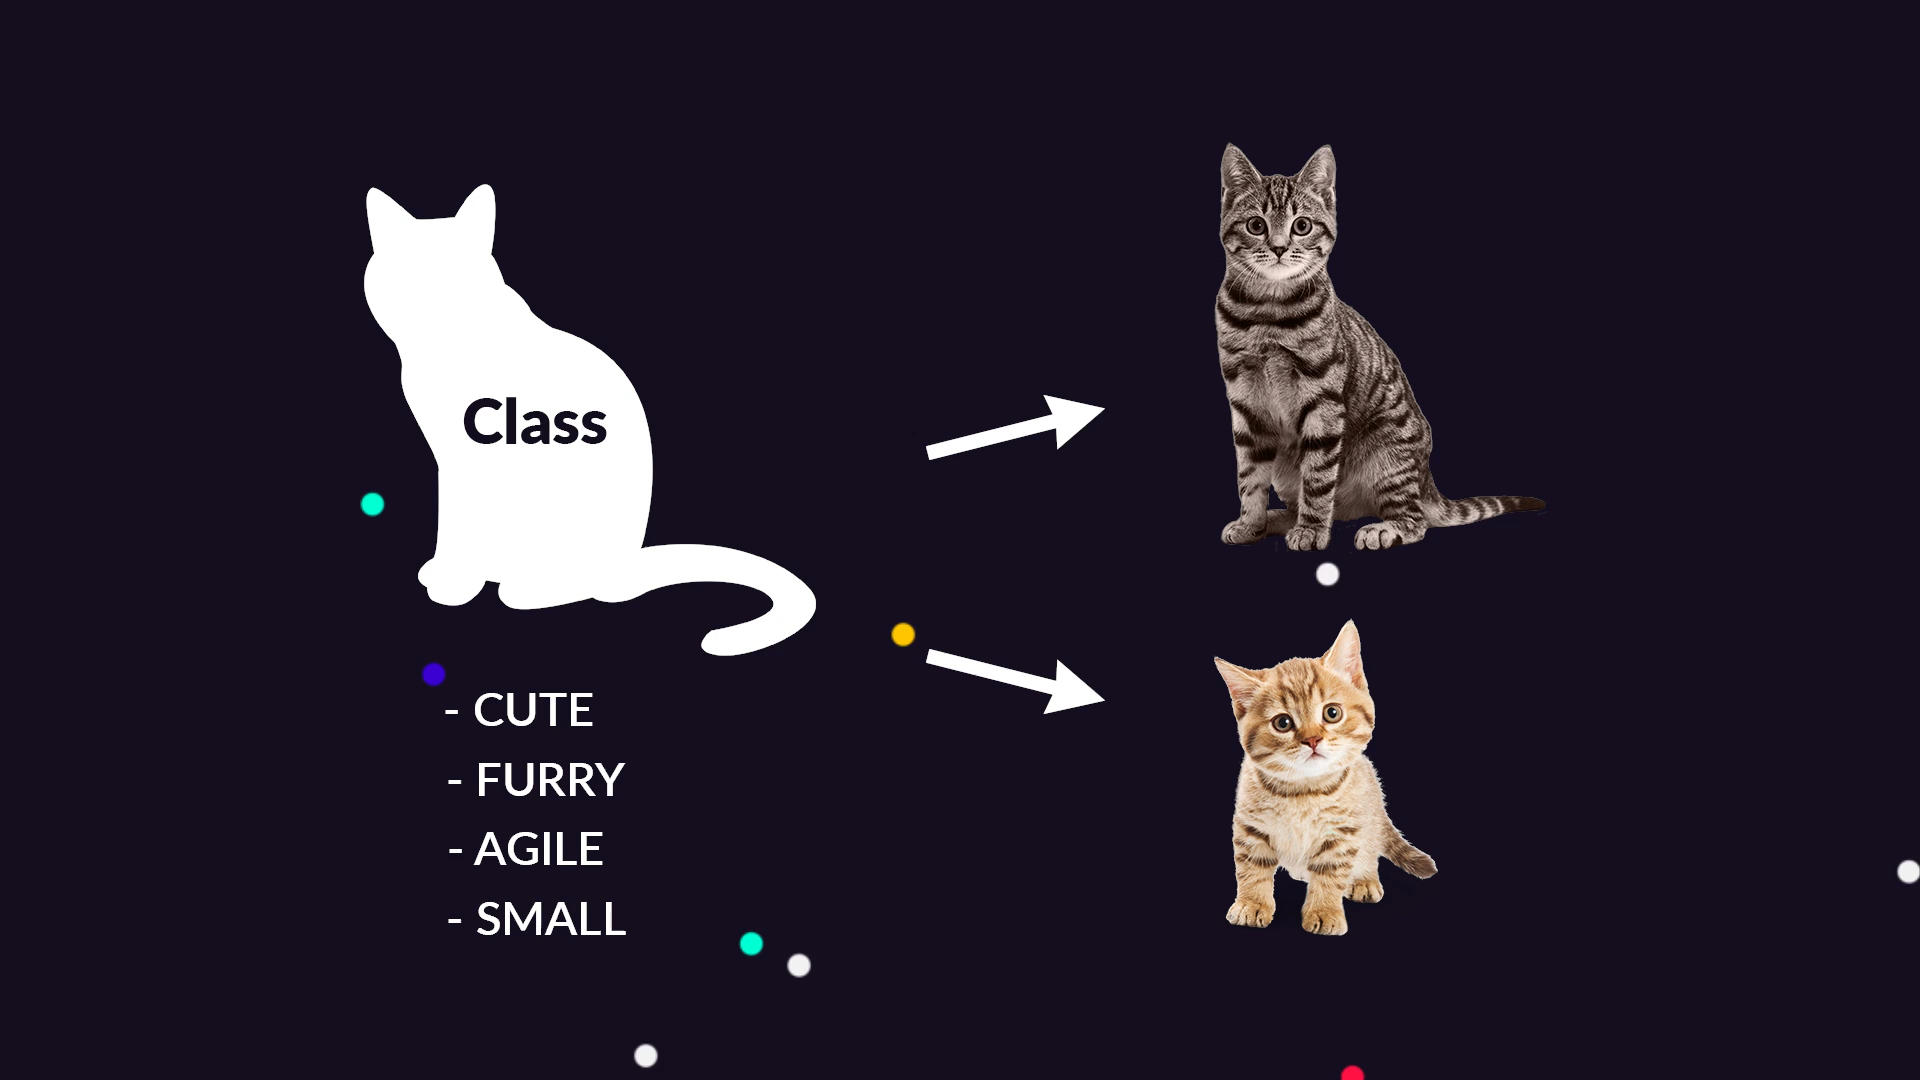 Class
- CUTE
- FURRY
- AGILE
- SMALL